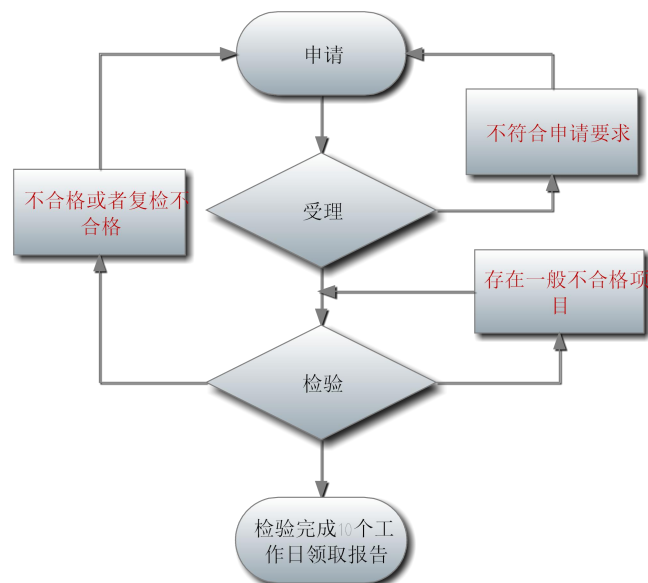 申请
不符合申请要求
不合格或者复检不
合格
受理
存在一般不合格项
目
检验
检验完成10个工
作日领取报告